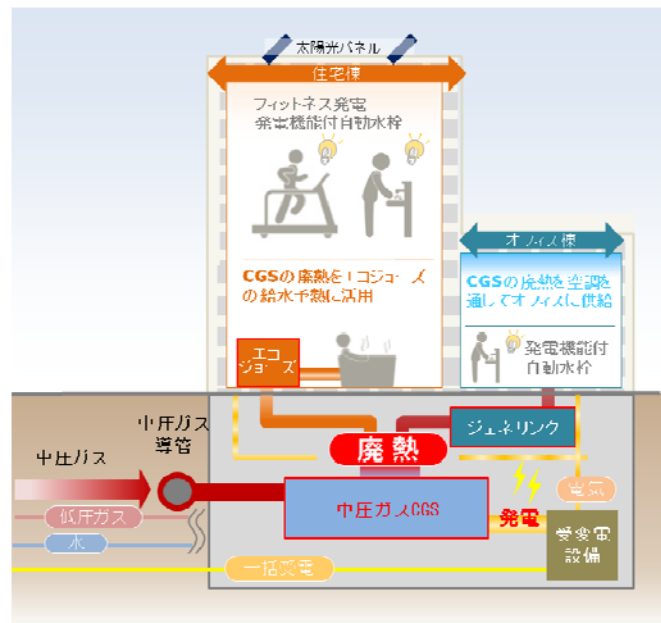 太陽光パネル
住宅棟
フィットネス発電
発電機能付自動水栓
CGSの廃熱をエコジョーズ
の給水予熱に活用
エコ
ジョーズ
オフィス棟
CGSの廃熱を空調を
通してオフィスに供給
発電機能付
自動水栓
ジェネリンク
廃熱
中圧ガス
導管
中圧ガス
低圧ガス
水
中圧ガスCGS
発電
電気
受変電
設備
一括受電